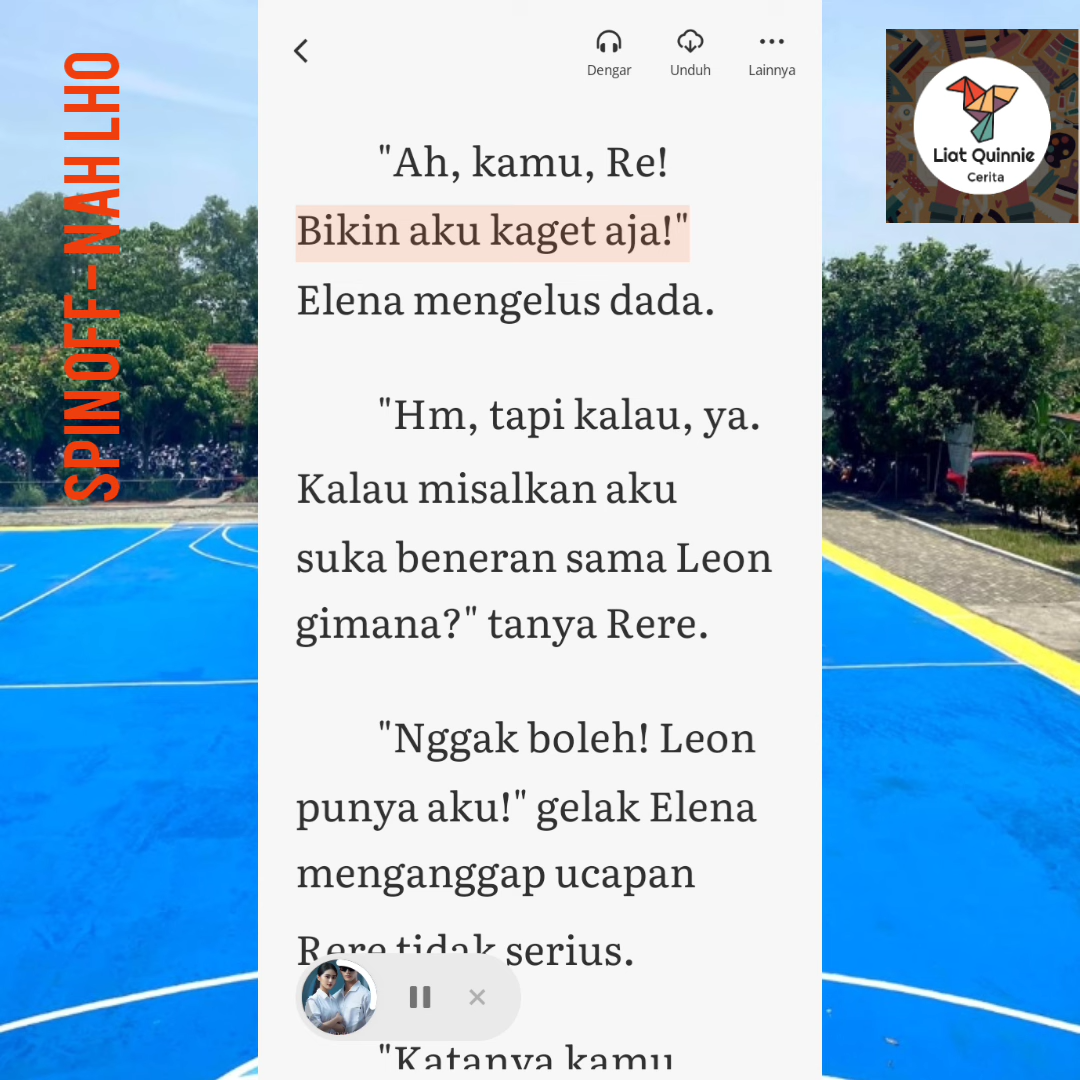 SPIN OFF - NAH LHO
Dengar
Unduh
Lainnya
Liat Quinnie
Cerita
"Ah, kamu, Re!
Bikin aku kaget aja!"
Elena mengelus dada.
"Hm, tapi kalau, ya.
Kalau misalkan aku
suka beneran sama Leon
gimana?" tanya Rere.
"Nggak boleh! Leon
punya aku!" gelak Elena
menganggap ucapan
Rere tidak serius.
"Katanya kamu